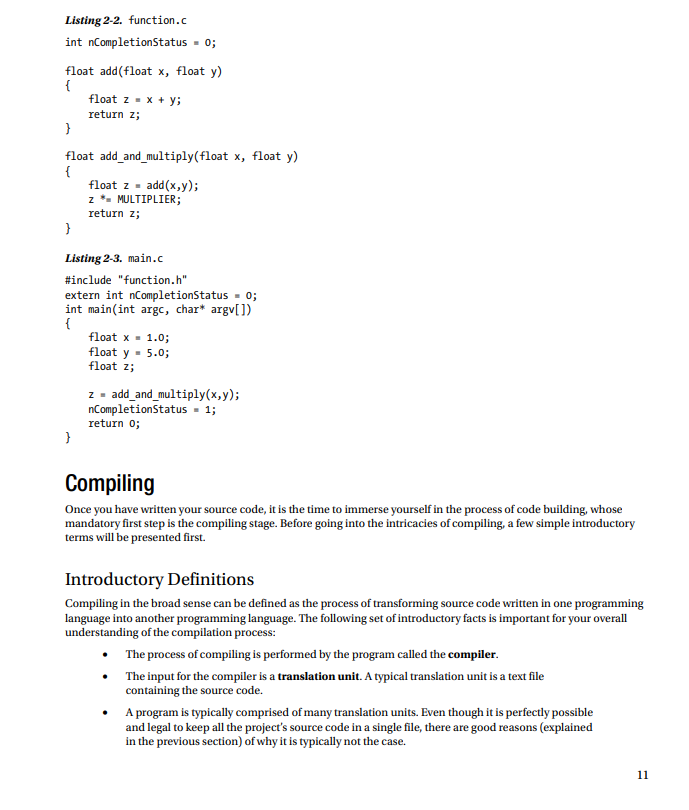 Listing 2-2. function.c
int nCompletionStatus = 0;
float add(float x, float y)
{
float z = x + y;
return z;
}
float add_and_multiply(float x, float y)
{
float z = add(x,y);
z *= MULTIPLIER;
return z;
}
Listing 2-3. main.c
#include "function.h"
extern int nCompletionStatus = 0;
int main(int argc, char* argv[])
{
float x = 1.0;
float y = 5.0;
float z;
z = add_and_multiply(x,y);
nCompletionStatus = 1;
return 0;
}
Compiling
Once you have written your source code, it is the time to immerse yourself in the process of code building, whose
mandatory first step is the compiling stage. Before going into the intricacies of compiling, a few simple introductory
terms will be presented first.
Introductory Definitions
Compiling in the broad sense can be defined as the process of transforming source code written in one programming
language into another programming language. The following set of introductory facts is important for your overall
understanding of the compilation process:
• The process of compiling is performed by the program called the compiler.
• The input for the compiler is a translation unit. A typical translation unit is a text file
containing the source code.
• A program is typically comprised of many translation units. Even though it is perfectly possible
and legal to keep all the project's source code in a single file, there are good reasons (explained
in the previous section) of why it is typically not the case.
11